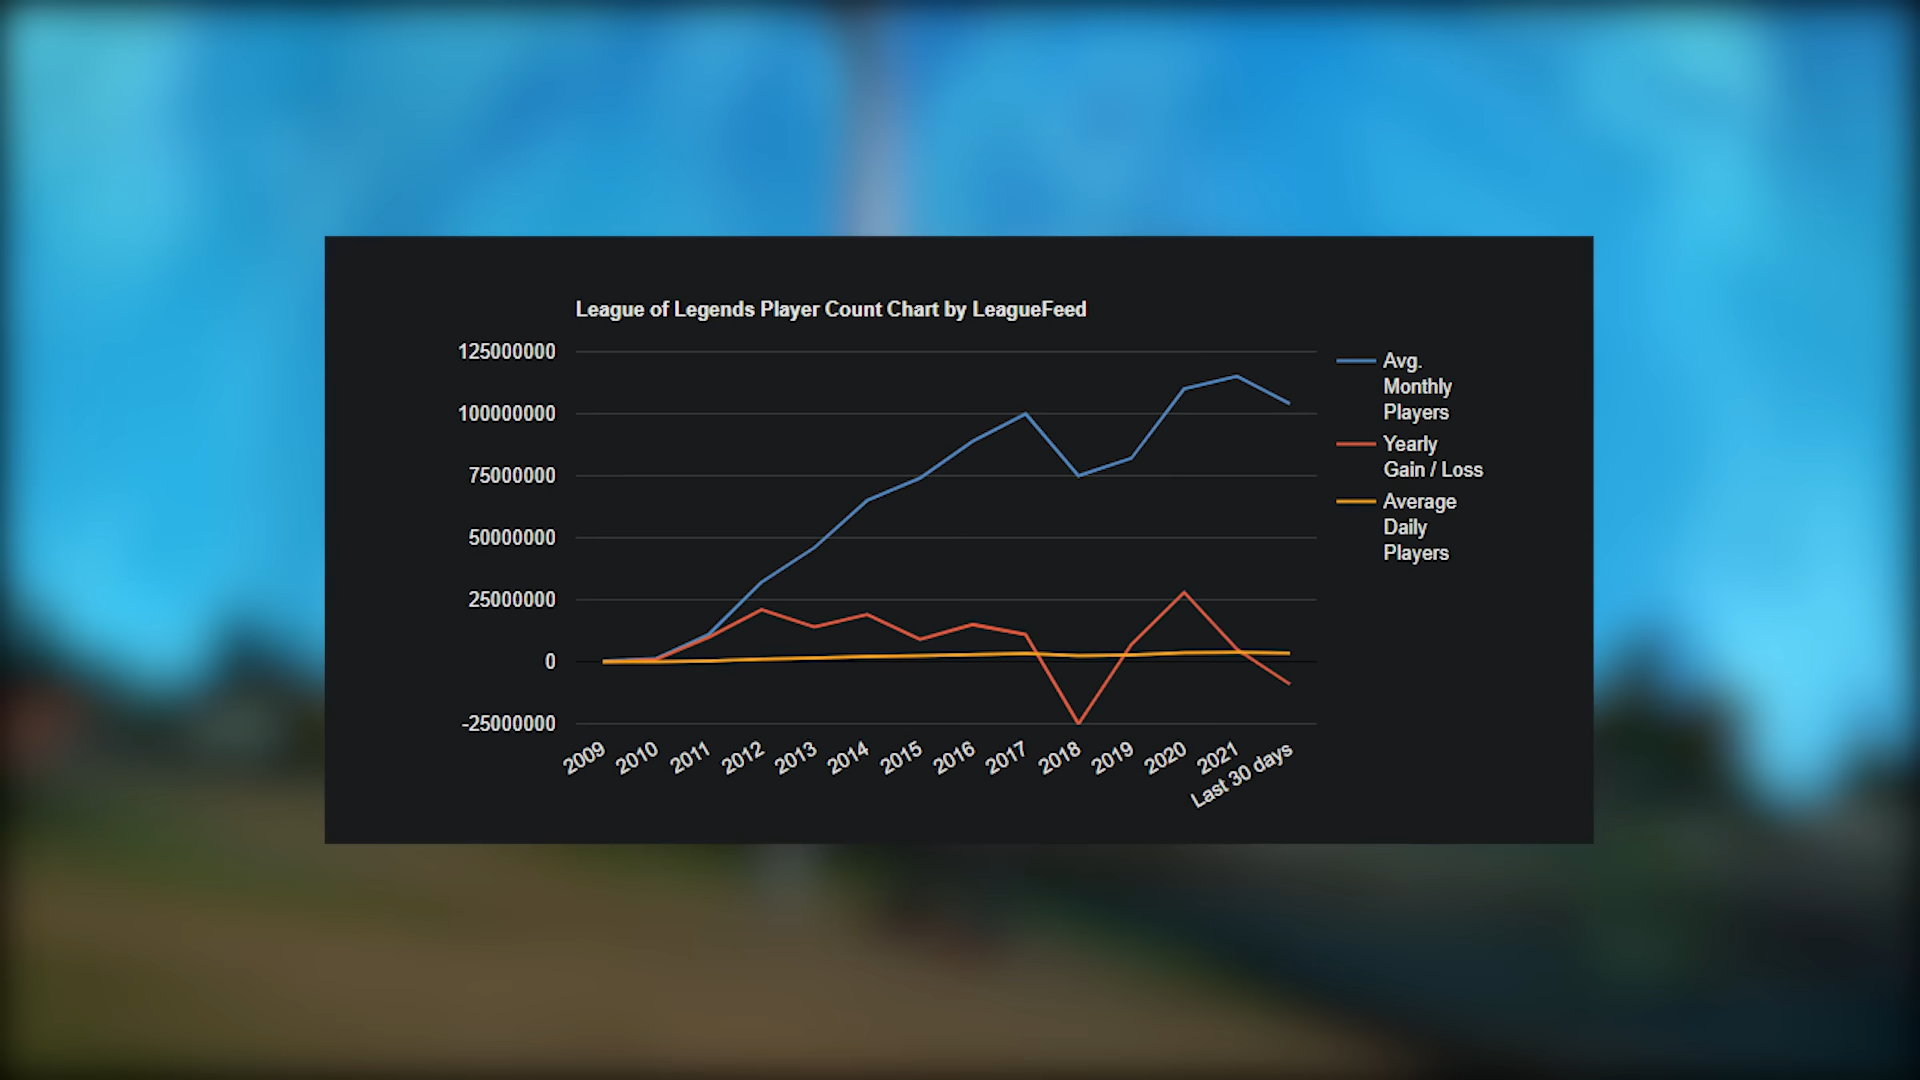 League of Legends Player Count Chart by LeagueFeed
125000000
100000000
75000000
50000000
25000000
0
-25000000
2009
2010
2011
2012
2013
2014
2015
2016
2017
2018
2019
2020
2021
Last 30 days
Avg.
Monthly
Players
Yearly
Gain / Loss
Average
Daily
Players